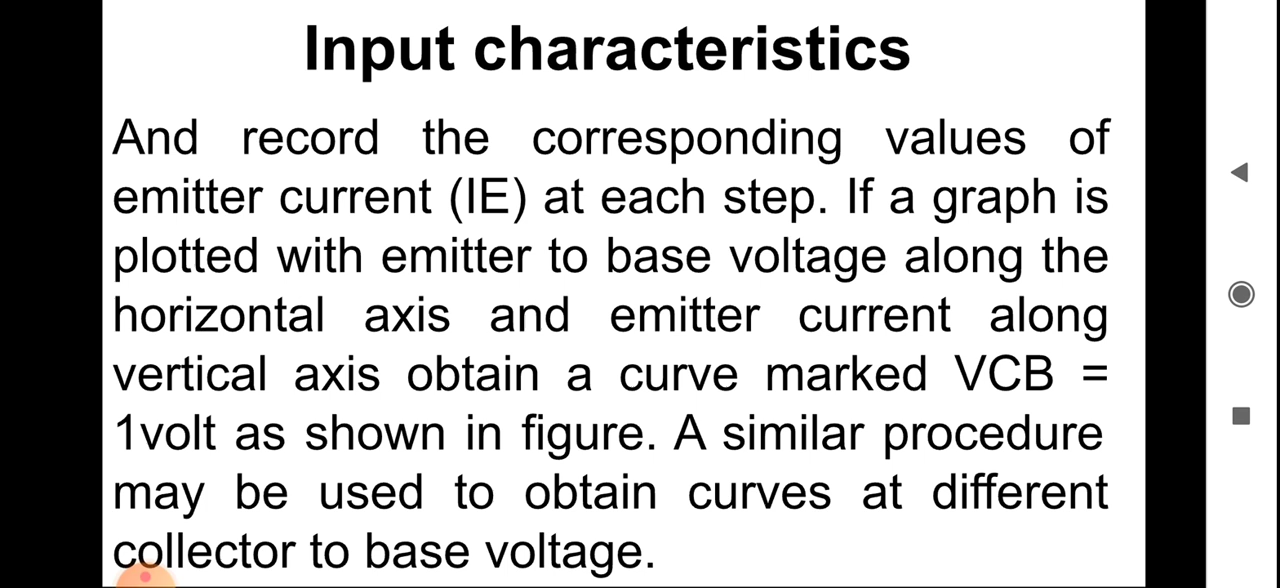 Input characteristics
And record the corresponding values of
emitter current (IE) at each step. If a graph is
plotted with emitter to base voltage along the
horizontal axis and emitter current along
vertical axis obtain a curve marked VCB =
1volt as shown in figure. A similar procedure
may be used to obtain curves at different
collector to base voltage.